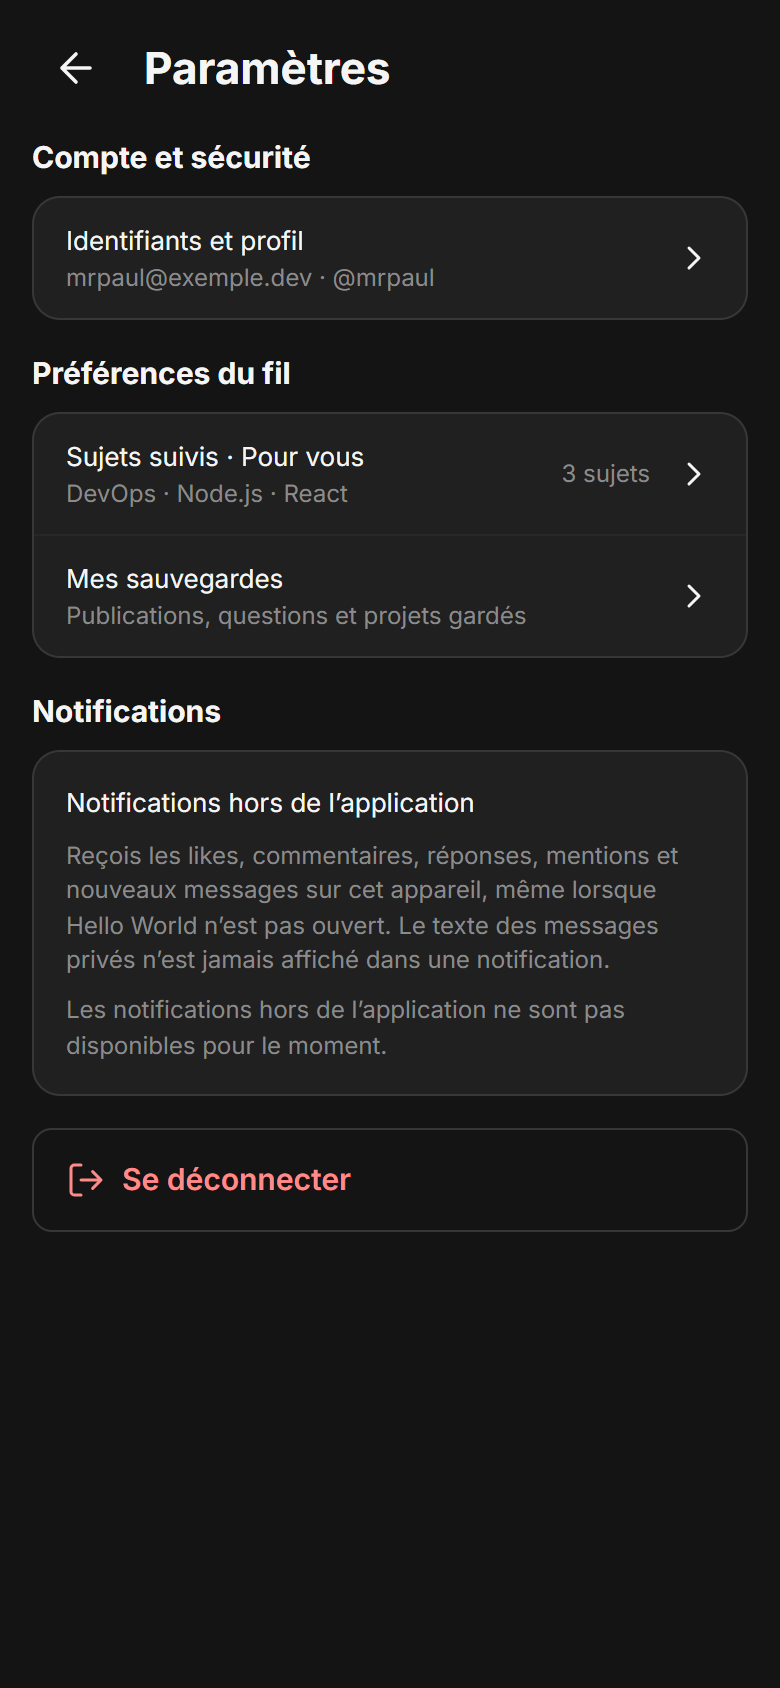 Paramètres
Compte et sécurité
Identifiants et profil
mrpaul@exemple.dev · @mrpaul
Préférences du fil
Sujets suivis · Pour vous
DevOps · Node.js · React
3 sujets
Mes sauvegardes
Publications, questions et projets gardés
Notifications
Notifications hors de l’application
Reçois les likes, commentaires, réponses, mentions et
nouveaux messages sur cet appareil, même lorsque
Hello World n’est pas ouvert. Le texte des messages
privés n’est jamais affiché dans une notification.
Les notifications hors de l’application ne sont pas
disponibles pour le moment.
Se déconnecter